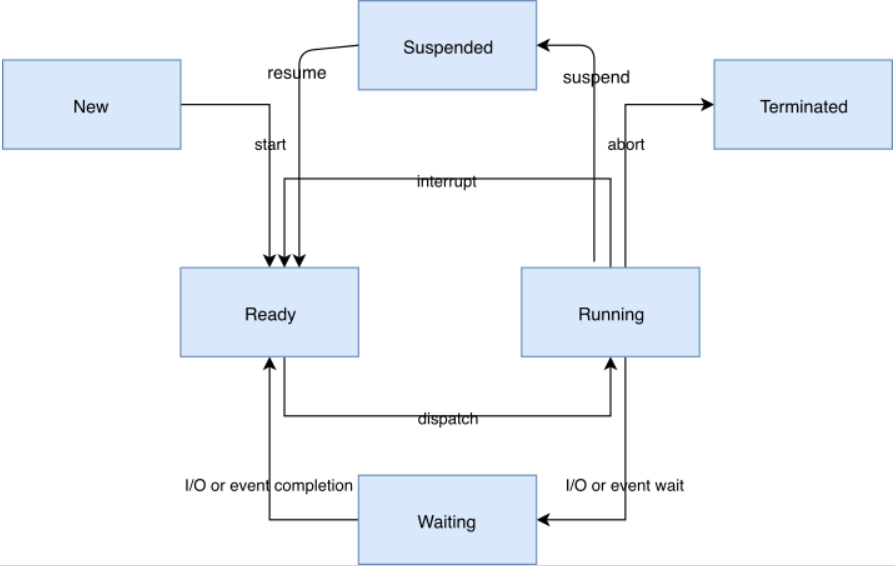 Suspended
resume
suspend
New
Terminated
start
abort
interrupt
Ready
Running
dispatch
I/O or event completion
I/O or event wait
Waiting